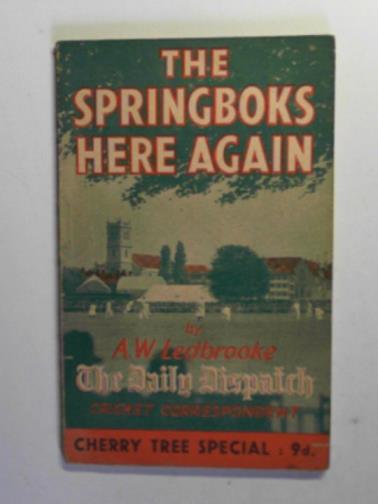 THE
SPRINGBOKS
HERE AGAIN
by
A.W Ledbrooke
The Daily Dispatch
CRICKET CORRESPONDENT
CHERRY TREE SPECIAL : 9d.